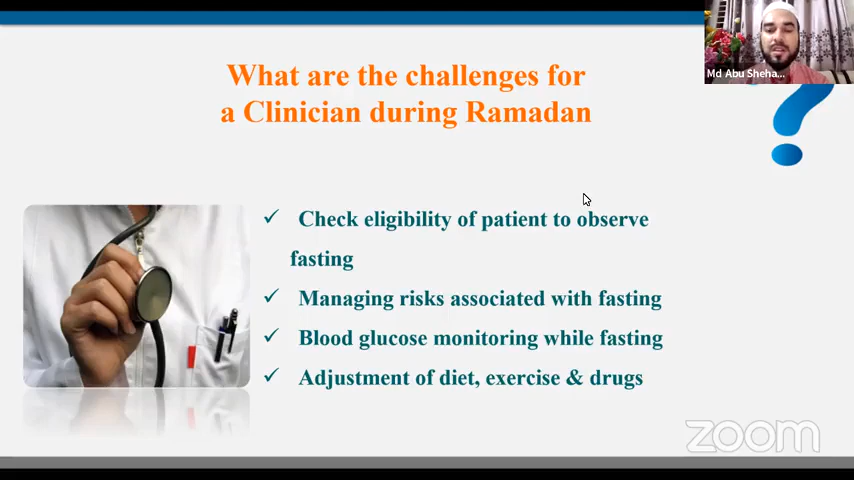 What are the challenges for
a Clinician during Ramadan
Md Abu Sheha...
✓ Check eligibility of patient to observe
fasting
✓ Managing risks associated with fasting
✓ Blood glucose monitoring while fasting
✓ Adjustment of diet, exercise & drugs
zoom
?